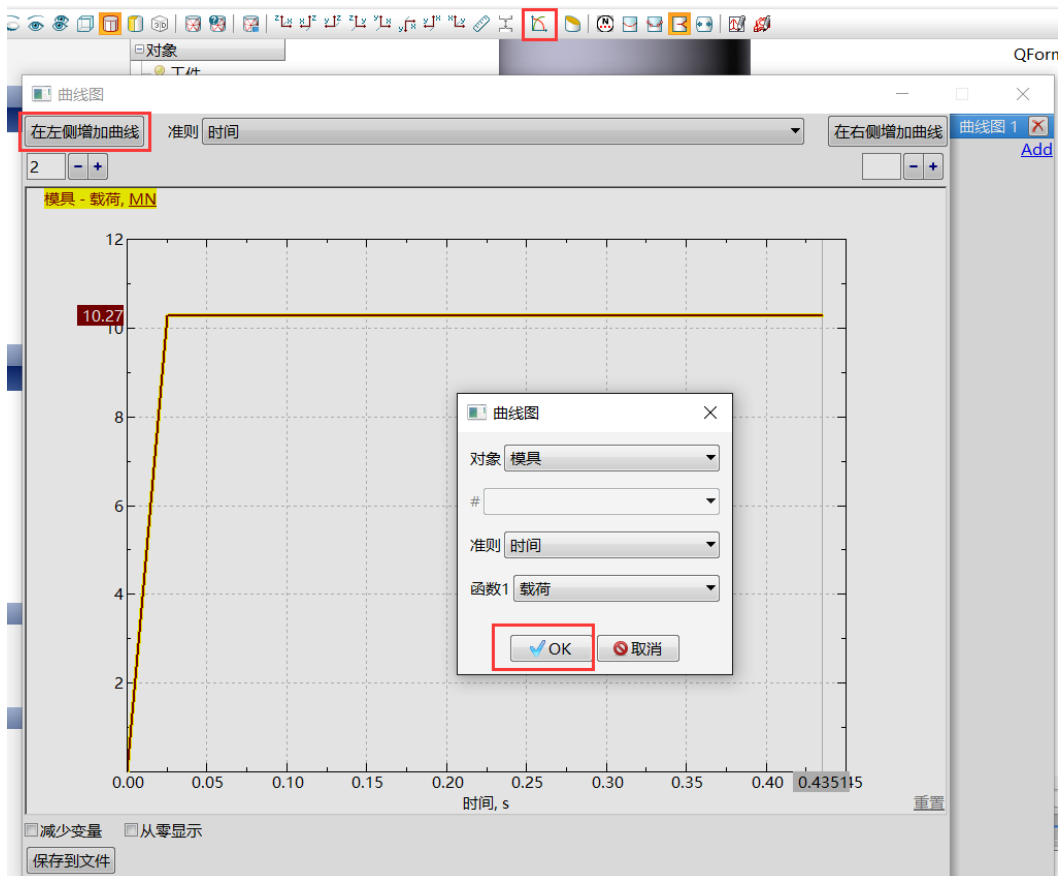 对象
工件
QForm
曲线图
在左侧增加曲线
准则 时间
在右侧增加曲线
曲线图 1
Add
2
- +
- +
模具 - 载荷, MN
12
10.27
10
8
6
4
2
曲线图
对象 模具
#
准则 时间
函数1 载荷
OK
取消
0.00 0.05 0.10 0.15 0.20 0.25 0.30 0.35 0.40 0.435145
时间, s
重置
减少变量
从零显示
保存到文件